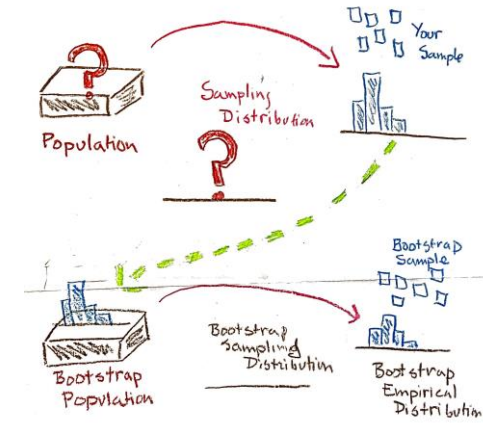 ?
Your
Sample
Sampling
Distribution
Population
?
Bootstrap
Sample
Bootstrap
Sampling
Distribution
Bootstrap
Population
Bootstrap
Empirical
Distribution